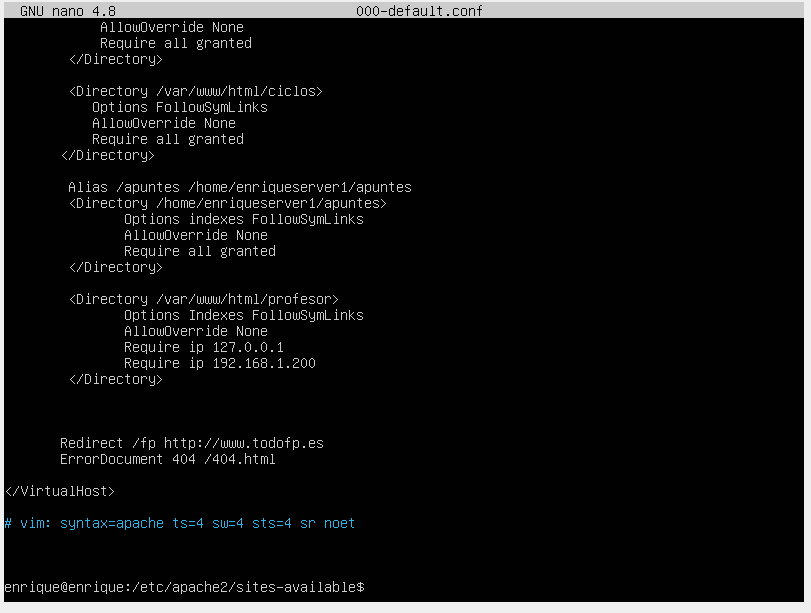 GNU nano 4.8 000-default.conf
AllowOverride None
Require all granted
</Directory>
<Directory /var/www/html/ciclos>
Options FollowSymLinks
AllowOverride None
Require all granted
</Directory>
Alias /apuntes /home/enriqueserver1/apuntes
<Directory /home/enriqueserver1/apuntes>
Options indexes FollowSymLinks
AllowOverride None
Require all granted
</Directory>
<Directory /var/www/html/profesor>
Options Indexes FollowSymLinks
AllowOverride None
Require ip 127.0.0.1
Require ip 192.168.1.200
</Directory>
Redirect /fp http://www.todofp.es
ErrorDocument 404 /404.html
</VirtualHost>
# vim: syntax=apache ts=4 sw=4 sts=4 sr noet
enrique@enrique:/etc/apache2/sites-available$